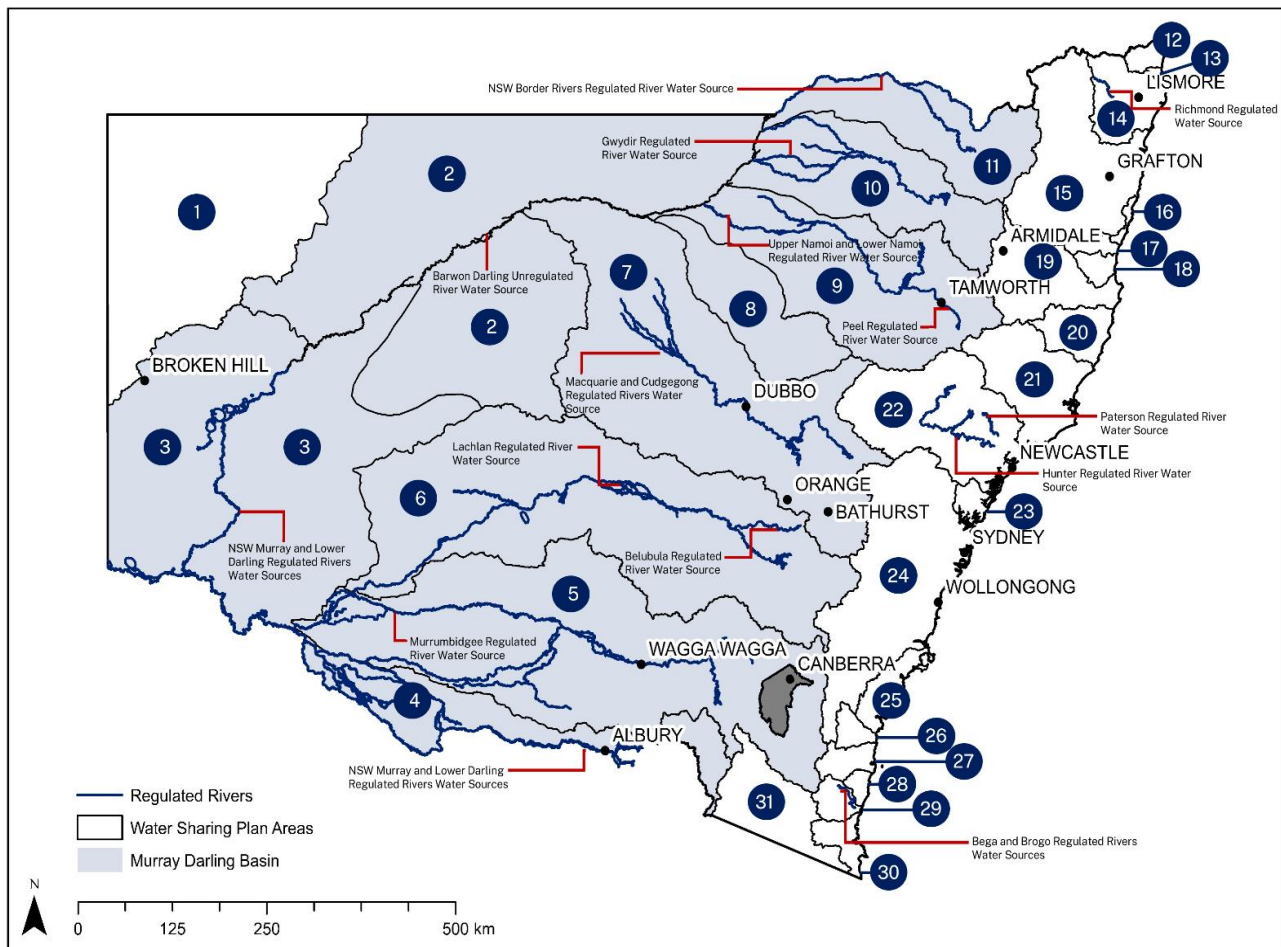 12
13
NSW Border Rivers Regulated River Water Source
LISMORE
Richmond Regulated
Water Source
14
Gwydir Regulated
River Water Source
GRAFTON
2
11
10
15
1
16
ARMIDALE
17
Upper Namoi and Lower Namoi
Regulated River Water Source
19
18
Barwon Darling Unregulated
River Water Source
7
9
TAMWORTH
8
2
Peel Regulated
River Water Source
20
BROKEN HILL
Macquarie and Cudgegong
Regulated Rivers Water
Source
DUBBO
21
22
Paterson Regulated River
Water Source
3
3
Lachlan Regulated River
Water Source
NEWCASTLE
Hunter Regulated River Water
Source
6
ORANGE
BATHURST
23
SYDNEY
NSW Murray and Lower
Darling Regulated Rivers
Water Sources
Belubula Regulated
River Water Source
24
5
WOLLONGONG
Murrumbidgee Regulated
River Water Source
WAGGA WAGGA
CANBERRA
4
25
ALBURY
26
27
NSW Murray and Lower Darling
Regulated Rivers Water Sources
28
31
29
Regulated Rivers
Water Sharing Plan Areas
Murray Darling Basin
Bega and Brogo Regulated Rivers
Water Sources
30
N
0 125 250 500 km